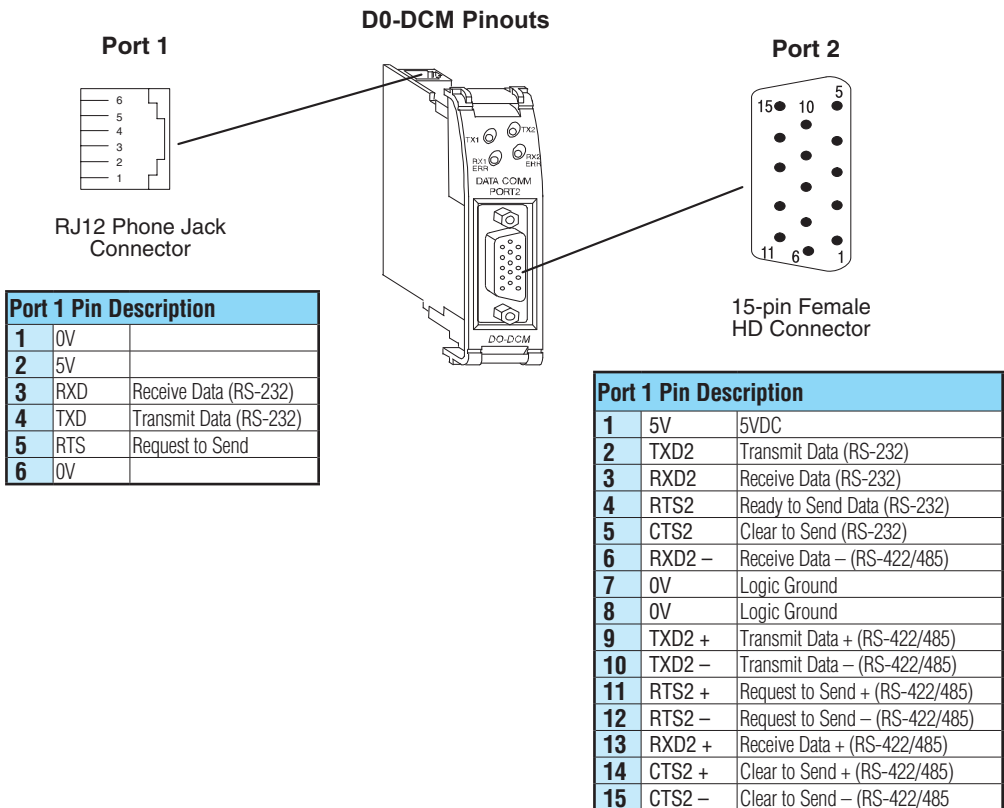 D0-DCM Pinouts
Port 1
6
5
4
3
2
1
RJ12 Phone Jack
Connector
TX1 TX2
RX1 RX2
ERR ERR
DATA COMM
PORT2
DO-DCM
Port 2
5
15 10
11 6 1
15-pin Female
HD Connector
Port 1 Pin Description
1 0V
2 5V
3 RXD Receive Data (RS-232)
4 TXD Transmit Data (RS-232)
5 RTS Request to Send
6 0V
Port 1 Pin Description
1 5V 5VDC
2 TXD2 Transmit Data (RS-232)
3 RXD2 Receive Data (RS-232)
4 RTS2 Ready to Send Data (RS-232)
5 CTS2 Clear to Send (RS-232)
6 RXD2 – Receive Data – (RS-422/485)
7 0V Logic Ground
8 0V Logic Ground
9 TXD2 + Transmit Data + (RS-422/485)
10 TXD2 – Transmit Data – (RS-422/485)
11 RTS2 + Request to Send + (RS-422/485)
12 RTS2 – Request to Send – (RS-422/485)
13 RXD2 + Receive Data + (RS-422/485)
14 CTS2 + Clear to Send + (RS-422/485)
15 CTS2 – Clear to Send – (RS-422/485